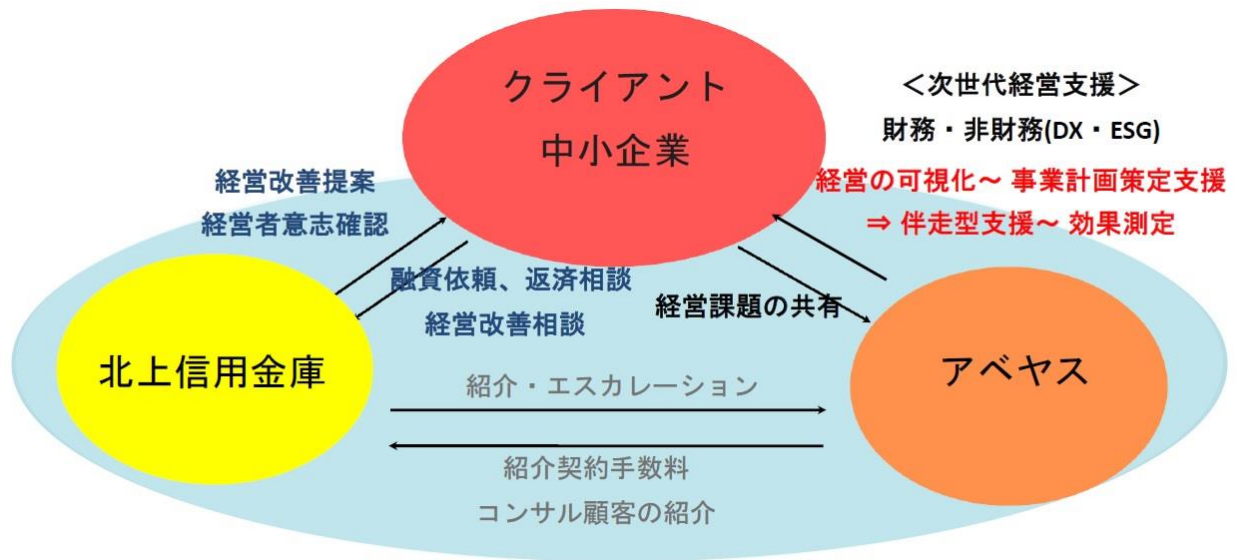 クライアント
中小企業
＜次世代経営支援＞
財務・非財務(DX・ESG)
経営の可視化～ 事業計画策定支援
⇒ 伴走型支援～ 効果測定
経営改善提案
経営者意志確認
融資依頼、返済相談
経営改善相談
経営課題の共有
北上信用金庫
アベヤス
紹介・エスカレーション
紹介契約手数料
コンサル顧客の紹介